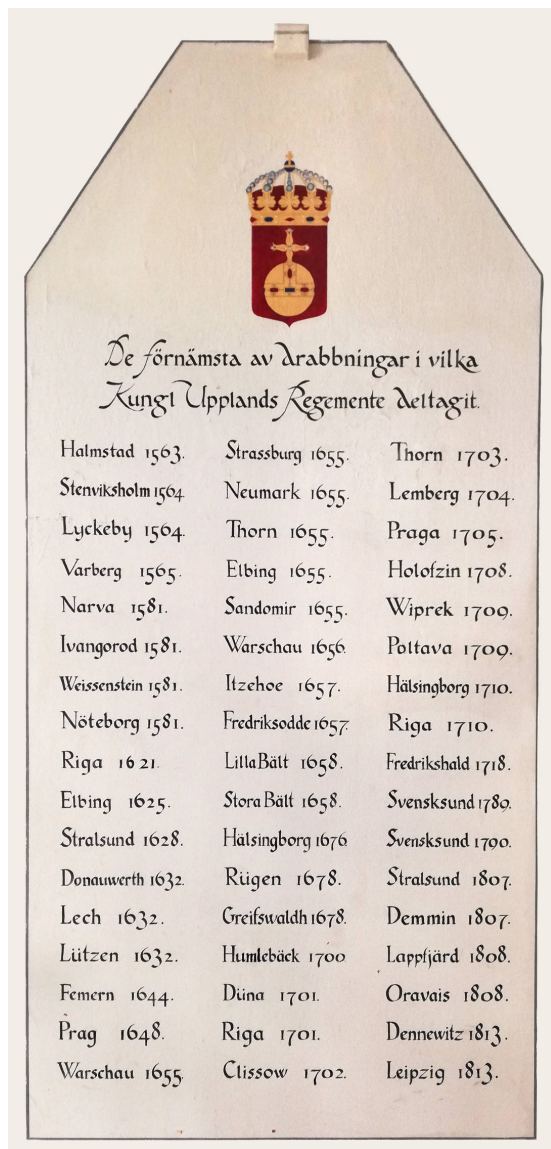 De förnämsta av drabbningar i vilka
Kungl Upplands Regemente deltagit.
Halmstad 1563.
Stenviksholm 1564
Lyckeby 1564.
Varberg 1565.
Narva 1581.
Ivangorod 1581.
Weissenstein 1581.
Nöteborg 1581.
Riga 1621.
Elbing 1625.
Stralsund 1628.
Donauwerth 1632.
Lech 1632.
Lützen 1632.
Femern 1644.
Prag 1648.
Warschau 1655.
Strassburg 1655.
Neumark 1655.
Thorn 1655.
Elbing 1655.
Sandomir 1655.
Warschau 1656.
Itzehoe 1657.
Fredriksodde 1657.
Lilla Bält 1658.
Stora Bält 1658.
Hälsingborg 1676
Rügen 1678.
Greifswaldh 1678.
Humlebäck 1700
Düna 1701.
Riga 1701.
Clissow 1702.
Thorn 1703.
Lemberg 1704.
Praga 1705.
Holofzin 1708.
Wiprek 1709.
Poltava 1709.
Hälsingborg 1710.
Riga 1710.
Fredrikshald 1718.
Svensksund 1789.
Svensksund 1790.
Stralsund 1807.
Demmin 1807.
Lappfjärd 1808.
Oravais 1808.
Dennewitz 1813.
Leipzig 1813.